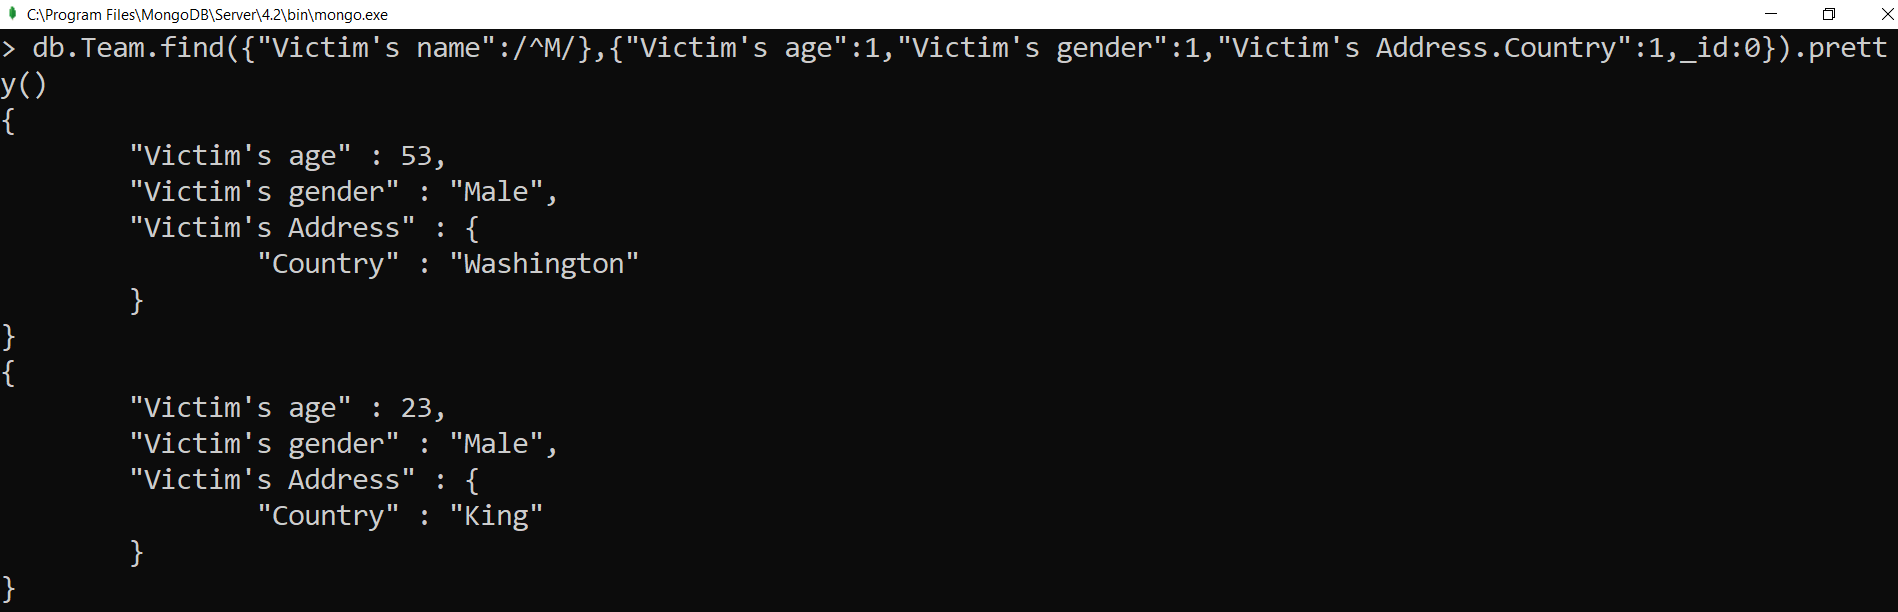 C:\Program Files\MongoDB\Server\4.2\bin\mongo.exe
> db.Team.find({"Victim's name":/^M/},{"Victim's age":1,"Victim's gender":1,"Victim's Address.Country":1,_id:0}).prett
y()
{
        "Victim's age" : 53,
        "Victim's gender" : "Male",
        "Victim's Address" : {
                "Country" : "Washington"
        }
}
{
        "Victim's age" : 23,
        "Victim's gender" : "Male",
        "Victim's Address" : {
                "Country" : "King"
        }
}